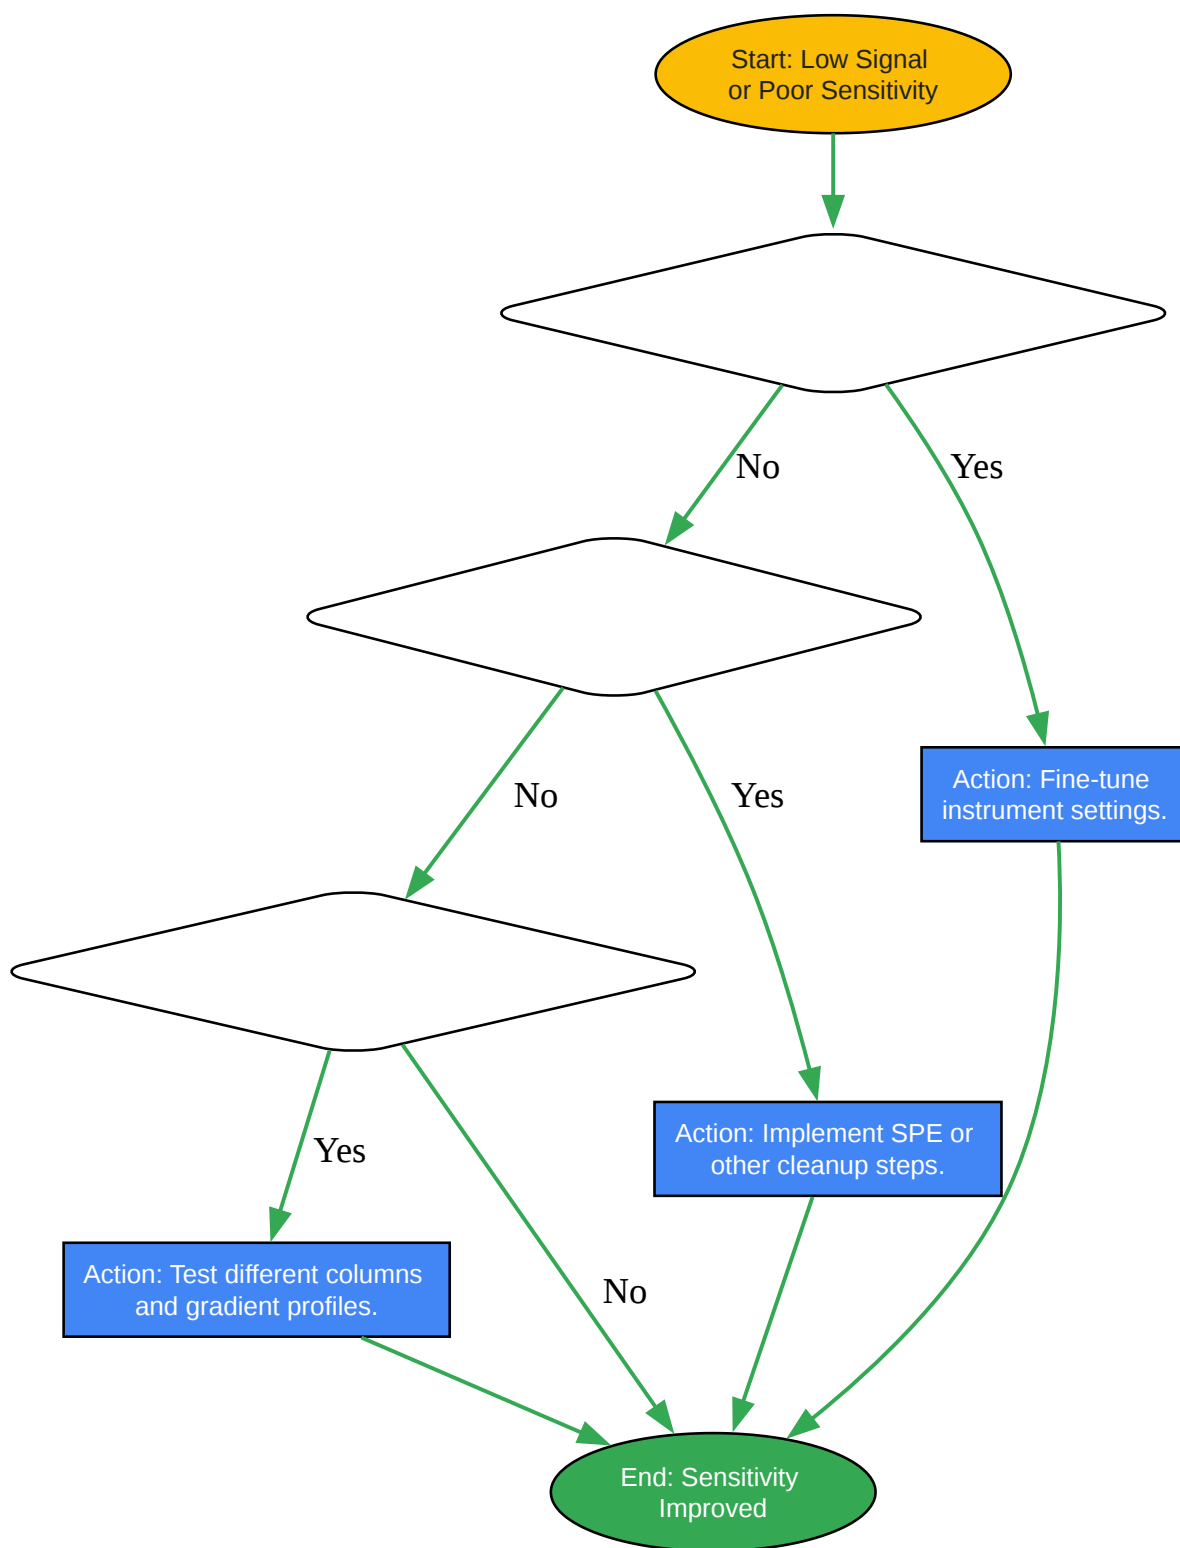 Start: Low Signal
or Poor Sensitivity
No
Yes
No
Yes
Action: Fine-tune
instrument settings.
Yes
Action: Implement SPE or
other cleanup steps.
Action: Test different columns
and gradient profiles.
No
End: Sensitivity
Improved